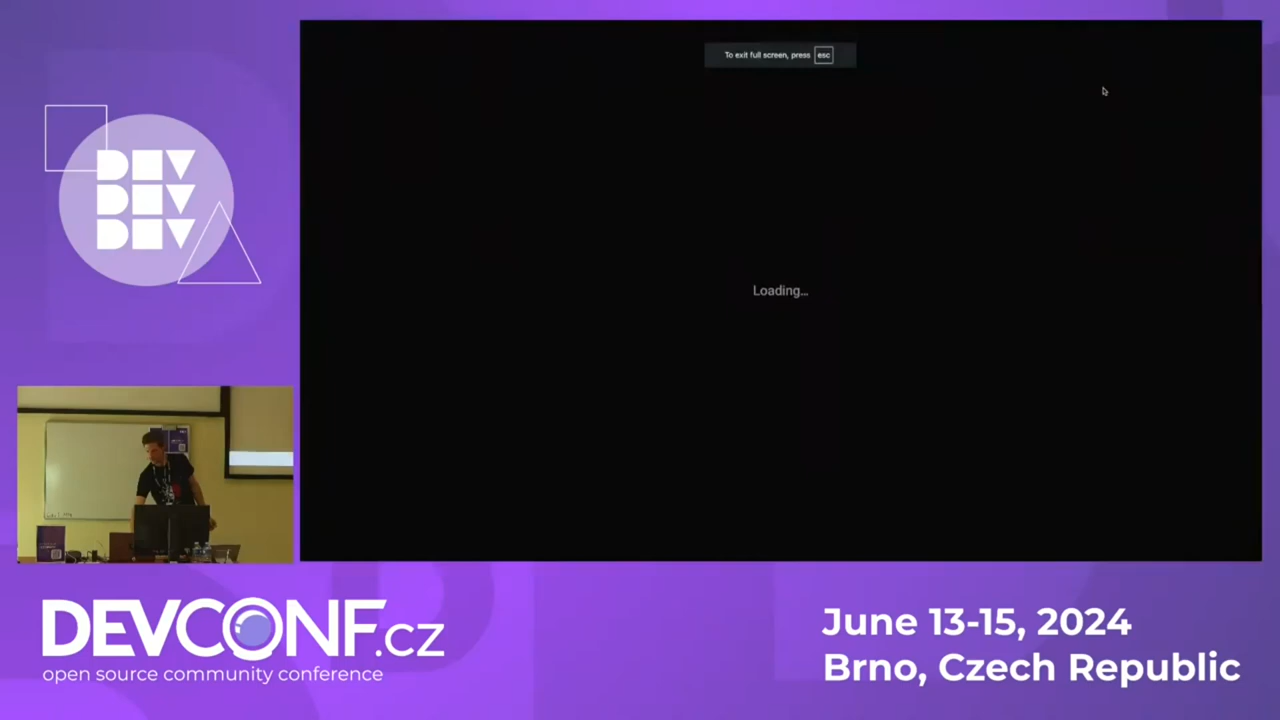 To exit full screen, press esc
DEV
DEV
DEV
Loading...
DEVCONF.cz
open source community conference
June 13-15, 2024
Brno, Czech Republic